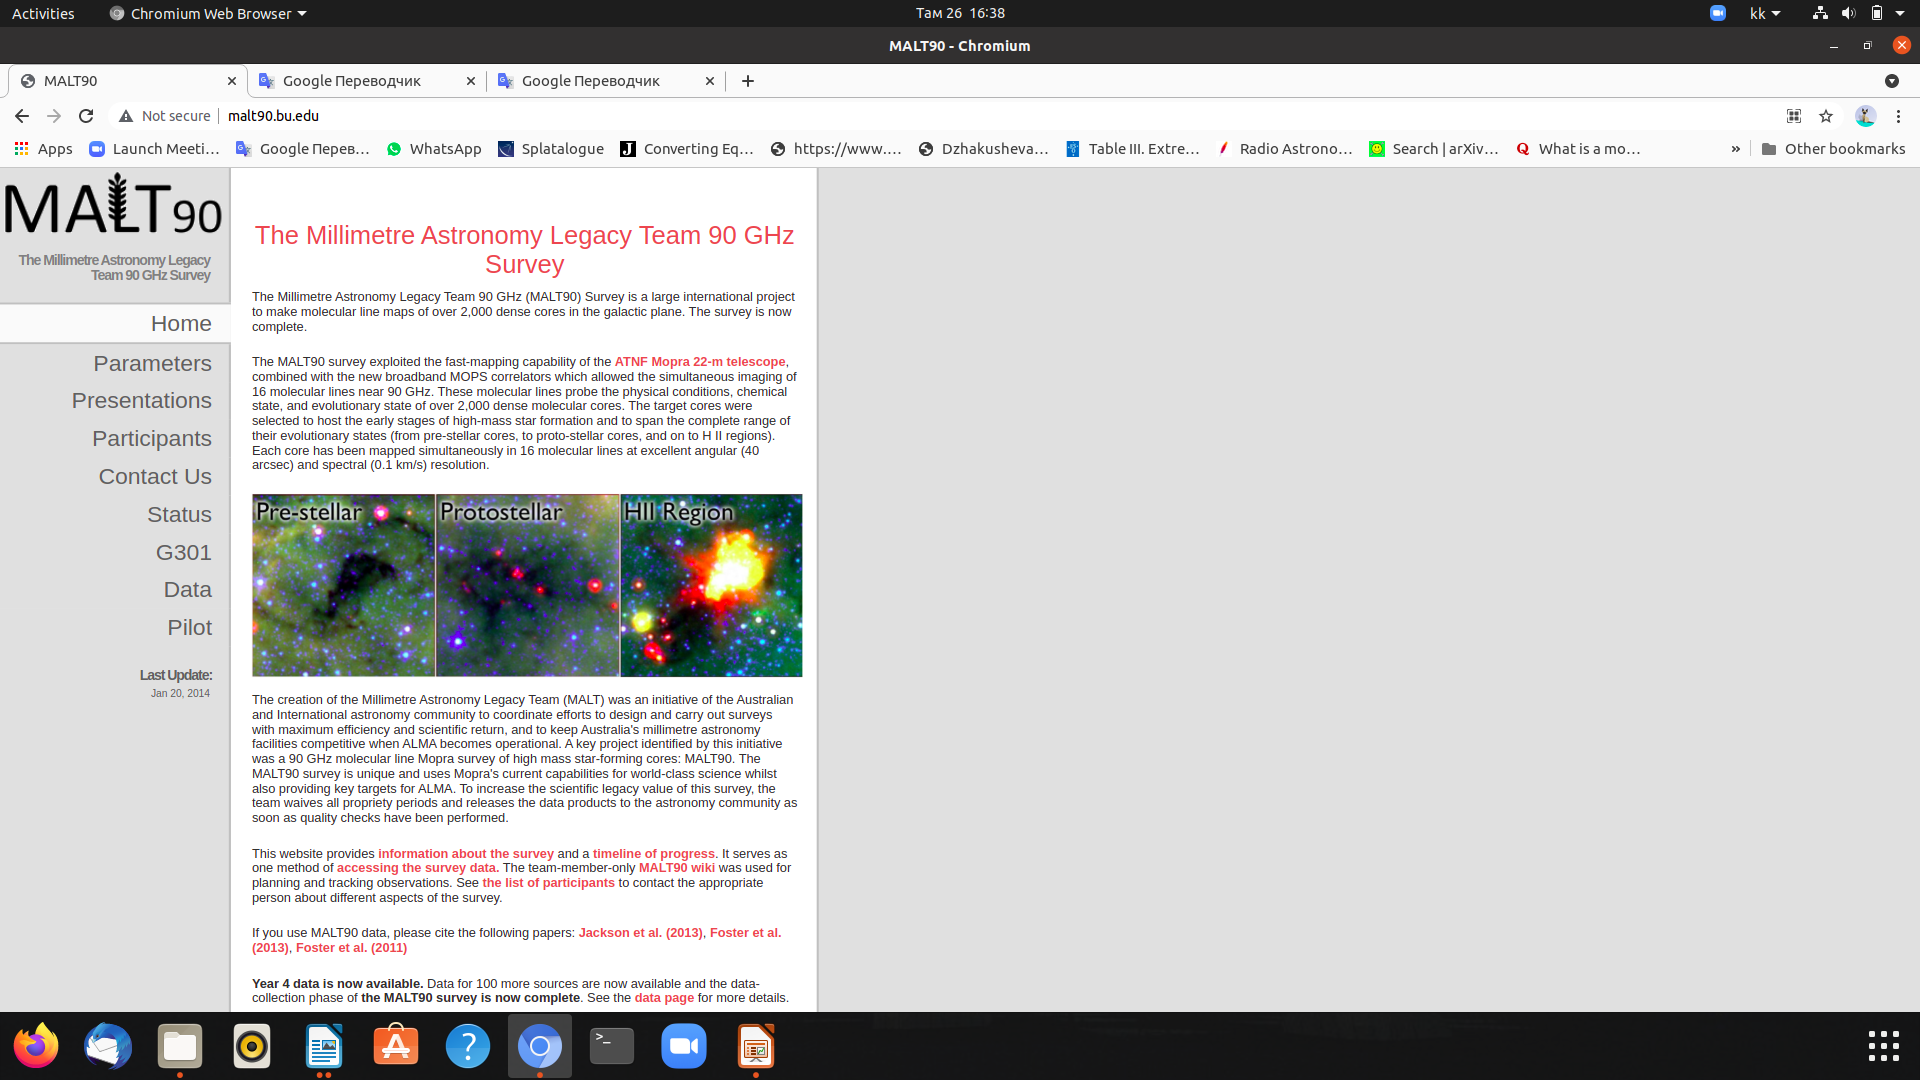 Activities
Chromium Web Browser
Там 26 16:38
kk
MALT90 - Chromium
MALT90
Google Переводчик
Google Переводчик
Not secure
malt90.bu.edu
Apps
Launch Meeti...
Google Перев...
WhatsApp
Splatalogue
Converting Eq...
https://www....
Dzhakusheva...
Table III. Extre...
Radio Astrono...
Search | arXiv...
What is a mo...
»
Other bookmarks
MALT90
The Millimetre Astronomy Legacy
Team 90 GHz Survey
Home
Parameters
Presentations
Participants
Contact Us
Status
G301
Data
Pilot
Last Update:
Jan 20, 2014
The Millimetre Astronomy Legacy Team 90 GHz
Survey
The Millimetre Astronomy Legacy Team 90 GHz (MALT90) Survey is a large international project
to make molecular line maps of over 2,000 dense cores in the galactic plane. The survey is now
complete.
The MALT90 survey exploited the fast-mapping capability of the ATNF Mopra 22-m telescope,
combined with the new broadband MOPS correlators which allowed the simultaneous imaging of
16 molecular lines near 90 GHz. These molecular lines probe the physical conditions, chemical
state, and evolutionary state of over 2,000 dense molecular cores. The target cores were
selected to host the early stages of high-mass star formation and to span the complete range of
their evolutionary states (from pre-stellar cores, to proto-stellar cores, and on to H II regions).
Each core has been mapped simultaneously in 16 molecular lines at excellent angular (40
arcsec) and spectral (0.1 km/s) resolution.
Pre-stellar
Protostellar
HII Region
The creation of the Millimetre Astronomy Legacy Team (MALT) was an initiative of the Australian
and International astronomy community to coordinate efforts to design and carry out surveys
with maximum efficiency and scientific return, and to keep Australia's millimetre astronomy
facilities competitive when ALMA becomes operational. A key project identified by this initiative
was a 90 GHz molecular line Mopra survey of high mass star-forming cores: MALT90. The
MALT90 survey is unique and uses Mopra's current capabilities for world-class science whilst
also providing key targets for ALMA. To increase the scientific legacy value of this survey, the
team waives all propriety periods and releases the data products to the astronomy community as
soon as quality checks have been performed.
This website provides information about the survey and a timeline of progress. It serves as
one method of accessing the survey data. The team-member-only MALT90 wiki was used for
planning and tracking observations. See the list of participants to contact the appropriate
person about different aspects of the survey.
If you use MALT90 data, please cite the following papers: Jackson et al. (2013), Foster et al.
(2013), Foster et al. (2011)
Year 4 data is now available. Data for 100 more sources are now available and the data-
collection phase of the MALT90 survey is now complete. See the data page for more details.